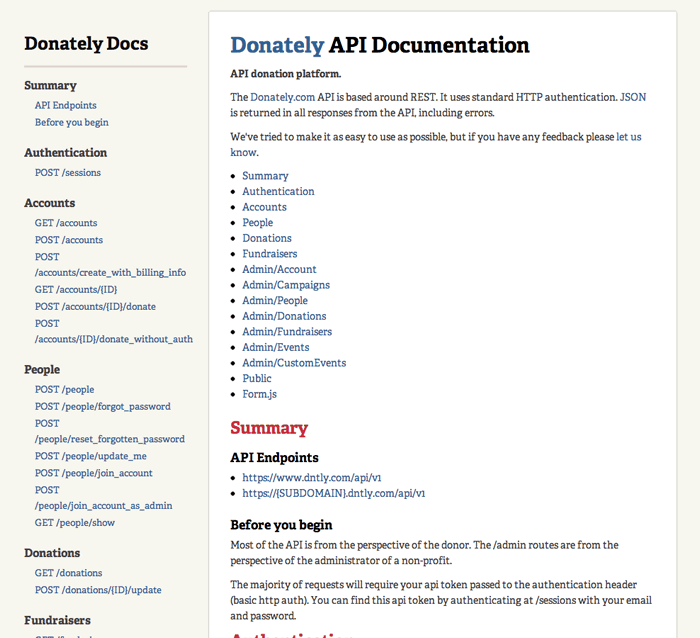 Donately Docs
Summary
API Endpoints
Before you begin
Authentication
POST /sessions
Accounts
GET /accounts
POST /accounts
POST
/accounts/create_with_billing_info
GET /accounts/{ID}
POST /accounts/{ID}/donate
POST
/accounts/{ID}/donate_without_auth
People
POST /people
POST /people/forgot_password
POST
/people/reset_forgotten_password
POST /people/update_me
POST /people/join_account
POST
/people/join_account_as_admin
GET /people/show
Donations
GET /donations
POST /donations/{ID}/update
Fundraisers
Donately API Documentation
API donation platform.
The Donately.com API is based around REST. It uses standard HTTP authentication. JSON
is returned in all responses from the API, including errors.
We've tried to make it as easy to use as possible, but if you have any feedback please let us
know.
Summary
Authentication
Accounts
People
Donations
Fundraisers
Admin/Account
Admin/Campaigns
Admin/People
Admin/Donations
Admin/Fundraisers
Admin/Events
Admin/CustomEvents
Public
Form.js
Summary
API Endpoints
https://www.dntly.com/api/v1
https://{SUBDOMAIN}.dntly.com/api/v1
Before you begin
Most of the API is from the perspective of the donor. The /admin routes are from the
perspective of the administrator of a non-profit.
The majority of requests will require your api token passed to the authentication header
(basic http auth). You can find this api token by authenticating at /sessions with your email
and password.
Authentication